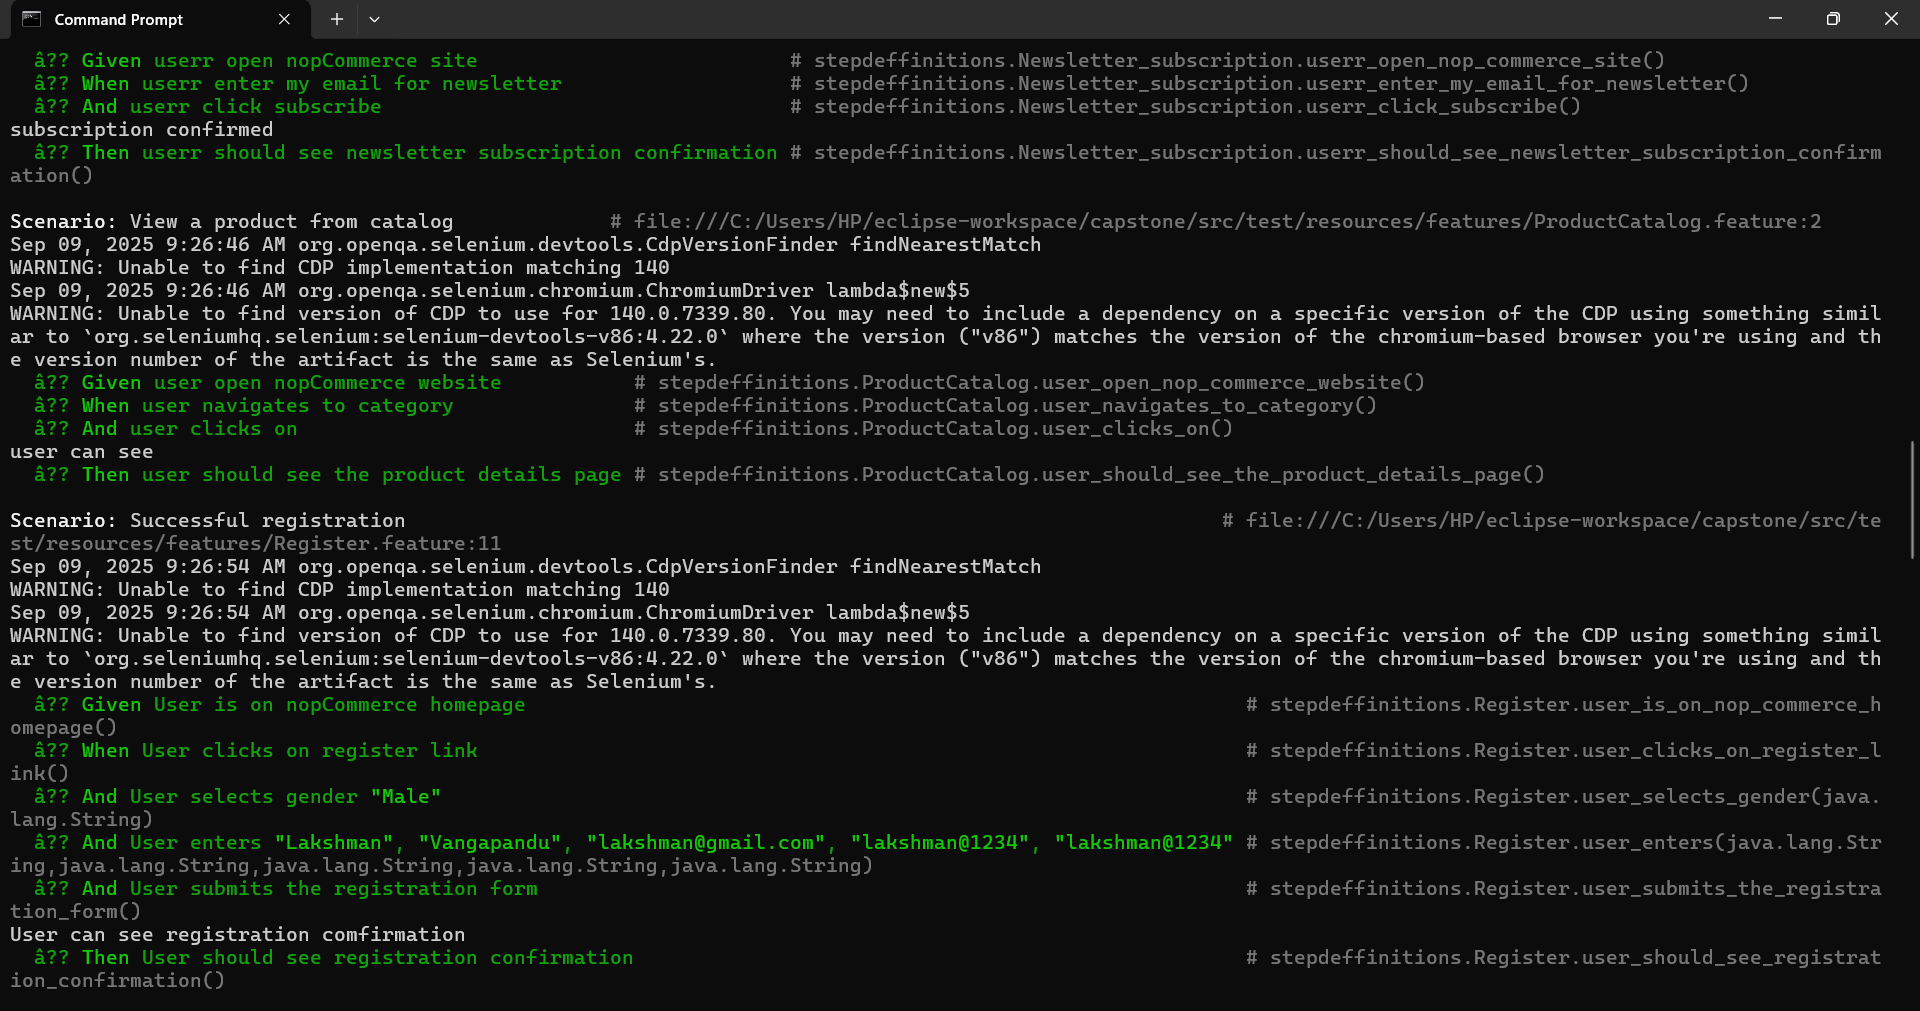 Command Prompt
â?? Given userr open nopCommerce site # stepdeffinitions.Newsletter_subscription.userr_open_nop_commerce_site()
â?? When userr enter my email for newsletter # stepdeffinitions.Newsletter_subscription.userr_enter_my_email_for_newsletter()
â?? And userr click subscribe # stepdeffinitions.Newsletter_subscription.userr_click_subscribe()
subscription confirmed
â?? Then userr should see newsletter subscription confirmation # stepdeffinitions.Newsletter_subscription.userr_should_see_newsletter_subscription_confirm
ation()
Scenario: View a product from catalog # file:///C:/Users/HP/eclipse-workspace/capstone/src/test/resources/features/ProductCatalog.feature:2
Sep 09, 2025 9:26:46 AM org.openqa.selenium.devtools.CdpVersionFinder findNearestMatch
WARNING: Unable to find CDP implementation matching 140
Sep 09, 2025 9:26:46 AM org.openqa.selenium.chromium.ChromiumDriver lambda$new$5
WARNING: Unable to find version of CDP to use for 140.0.7339.80. You may need to include a dependency on a specific version of the CDP using something simil
ar to `org.seleniumhq.selenium:selenium-devtools-v86:4.22.0` where the version ("v86") matches the version of the chromium-based browser you're using and th
e version number of the artifact is the same as Selenium's.
â?? Given user open nopCommerce website # stepdeffinitions.ProductCatalog.user_open_nop_commerce_website()
â?? When user navigates to category # stepdeffinitions.ProductCatalog.user_navigates_to_category()
â?? And user clicks on # stepdeffinitions.ProductCatalog.user_clicks_on()
user can see
â?? Then user should see the product details page # stepdeffinitions.ProductCatalog.user_should_see_the_product_details_page()
Scenario: Successful registration # file:///C:/Users/HP/eclipse-workspace/capstone/src/te
st/resources/features/Register.feature:11
Sep 09, 2025 9:26:54 AM org.openqa.selenium.devtools.CdpVersionFinder findNearestMatch
WARNING: Unable to find CDP implementation matching 140
Sep 09, 2025 9:26:54 AM org.openqa.selenium.chromium.ChromiumDriver lambda$new$5
WARNING: Unable to find version of CDP to use for 140.0.7339.80. You may need to include a dependency on a specific version of the CDP using something simil
ar to `org.seleniumhq.selenium:selenium-devtools-v86:4.22.0` where the version ("v86") matches the version of the chromium-based browser you're using and th
e version number of the artifact is the same as Selenium's.
â?? Given User is on nopCommerce homepage # stepdeffinitions.Register.user_is_on_nop_commerce_h
omepage()
â?? When User clicks on register link # stepdeffinitions.Register.user_clicks_on_register_l
ink()
â?? And User selects gender "Male" # stepdeffinitions.Register.user_selects_gender(java.
lang.String)
â?? And User enters "Lakshman", "Vangapandu", "lakshman@gmail.com", "lakshman@1234", "lakshman@1234" # stepdeffinitions.Register.user_enters(java.lang.Str
ing,java.lang.String,java.lang.String,java.lang.String,java.lang.String)
â?? And User submits the registration form # stepdeffinitions.Register.user_submits_the_registra
tion_form()
User can see registration comfirmation
â?? Then User should see registration confirmation # stepdeffinitions.Register.user_should_see_registrat
ion_confirmation()